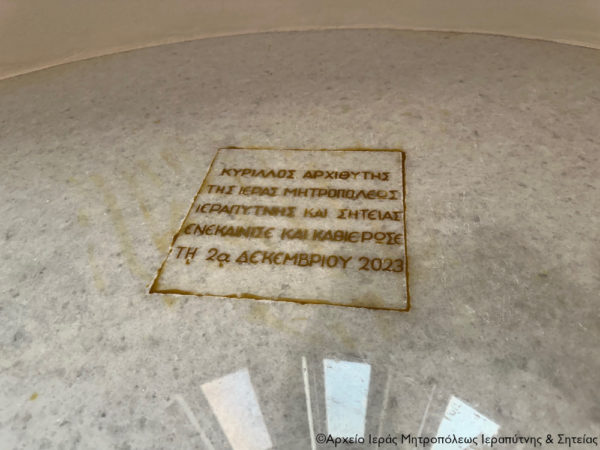 ΚΥΡΙΛΛΟΣ ΑΡΧΙΘΥΤΗΣ
ΤΗΣ ΙΕΡΑΣ ΜΗΤΡΟΠΟΛΕΩΣ
ΙΕΡΑΠΥΤΝΗΣ ΚΑΙ ΣΗΤΕΙΑΣ
ΕΝΕΚΑΙΝΙΣΕ ΚΑΙ ΚΑΘΙΕΡΩΣΕ
ΤΗ 2α ΔΕΚΕΜΒΡΙΟΥ 2023
©Αρχείο Ιεράς Μητροπόλεως Ιεραπύτνης & Σητείας